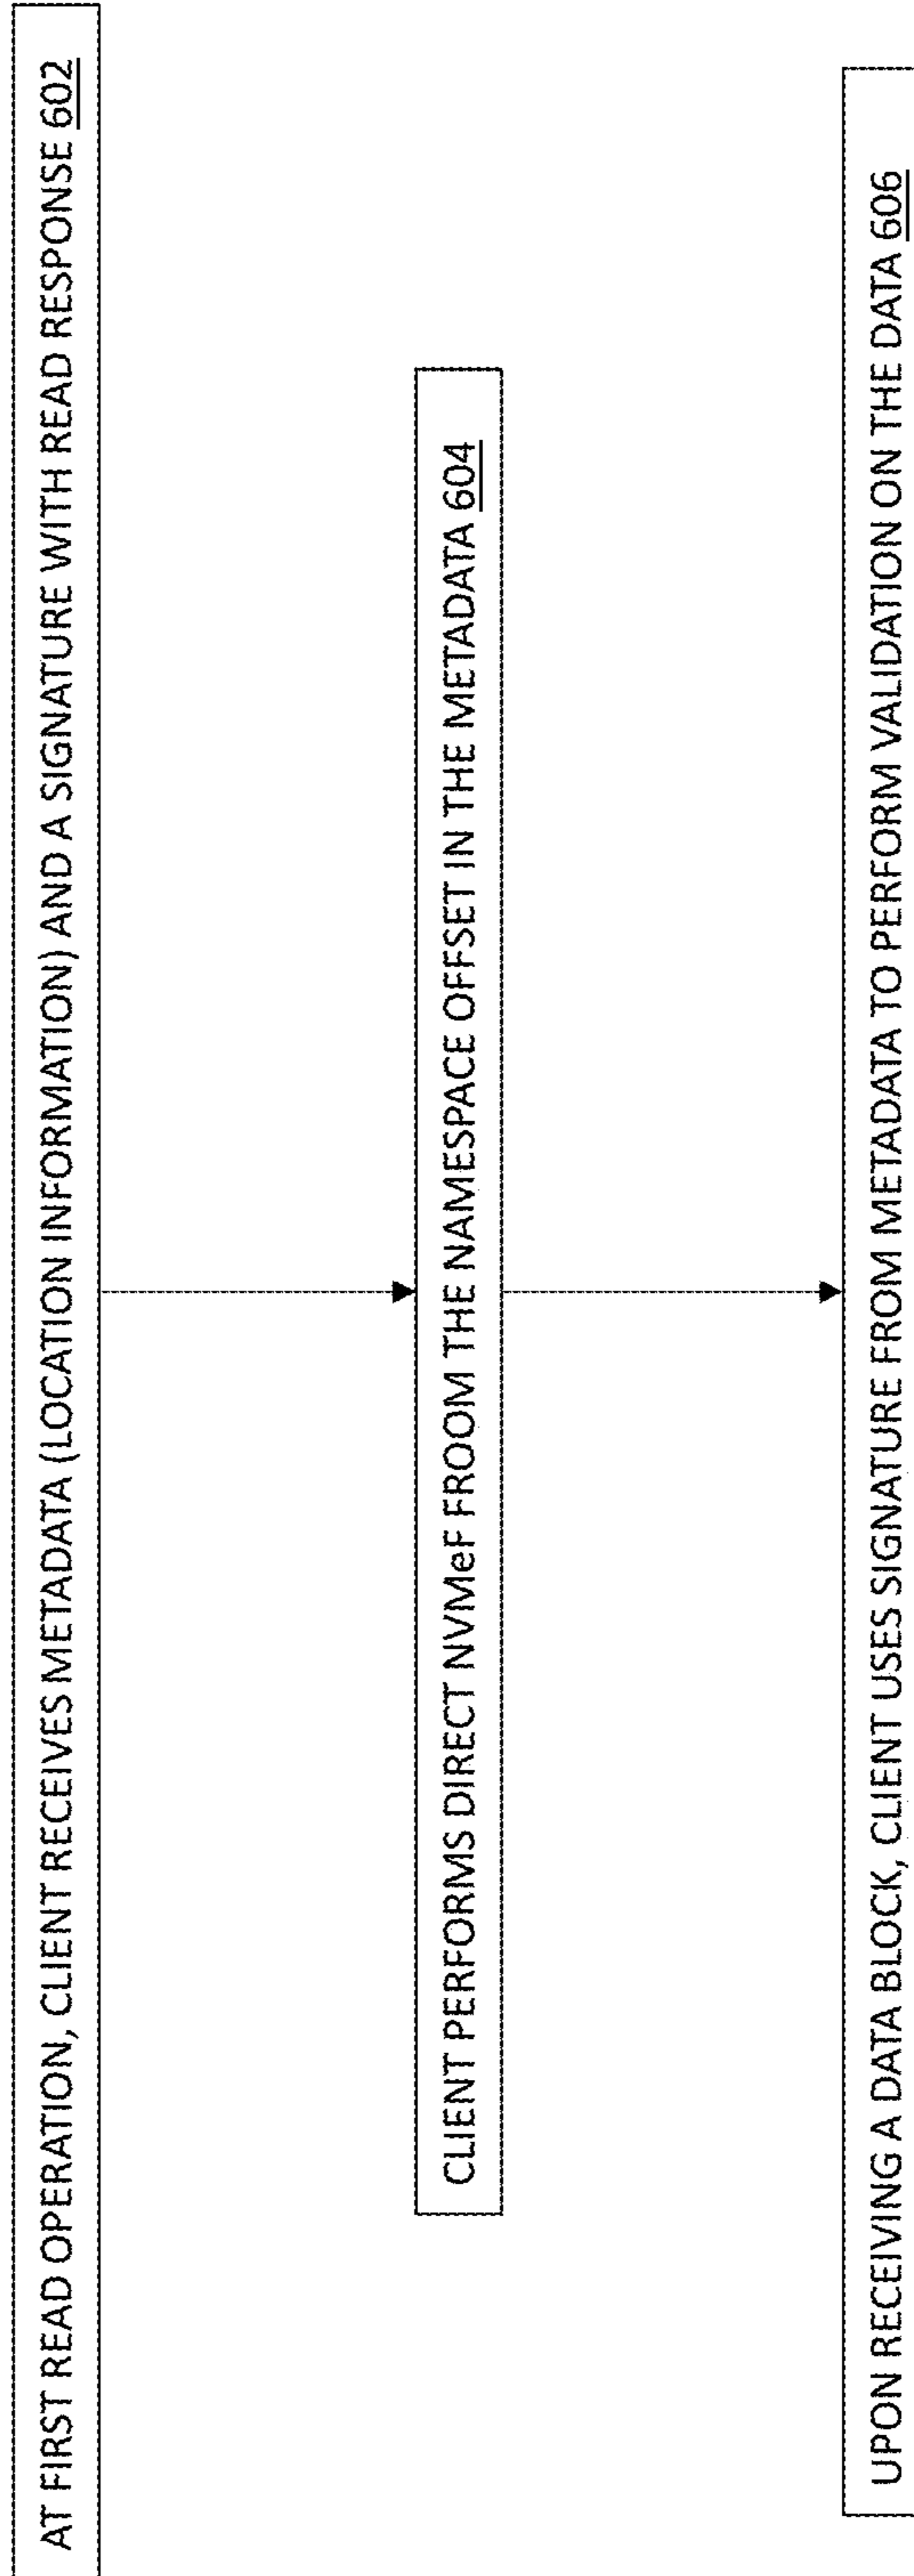 AT FIRST READ OPERATION, CLIENT RECEIVES METADATA (LOCATION INFORMATION) AND A SIGNATURE WITH READ RESPONSE 602
CLIENT PERFORMS DIRECT NVMeF FROOM THE NAMESPACE OFFSET IN THE METADATA 604
UPON RECEIVING A DATA BLOCK, CLIENT USES SIGNATURE FROM METADATA TO PERFORM VALIDATION ON THE DATA 606